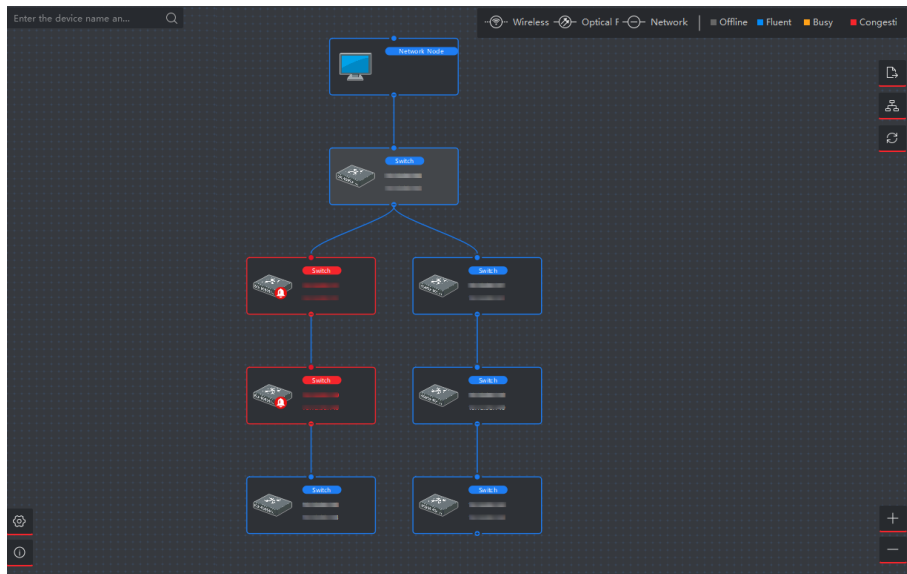 Enter the device name an...
Wireless Optical F Network Offline Fluent Busy Congesti
Network Node
Switch
Switch
Switch
Switch
Switch
Switch
Switch